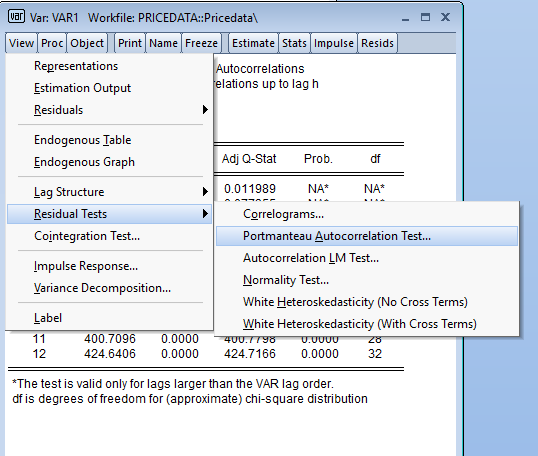 Var: VAR1 Workfile: PRICEDATA::Pricedata\
View Proc Object Print Name Freeze Estimate Stats Impulse Resids
Autocorrelations
relations up to lag h
Adj Q-Stat Prob. df
0.011989 NA* NA*
Representations
Estimation Output
Residuals
Endogenous Table
Endogenous Graph
Lag Structure
Residual Tests
Cointegration Test...
Impulse Response...
Variance Decomposition...
Label
Correlograms...
Portmanteau Autocorrelation Test...
Autocorrelation LM Test...
Normality Test...
White Heteroskedasticity (No Cross Terms)
White Heteroskedasticity (With Cross Terms)
11 400.7096 0.0000 400.7798 0.0000 28
12 424.6406 0.0000 424.7166 0.0000 32
*The test is valid only for lags larger than the VAR lag order.
df is degrees of freedom for (approximate) chi-square distribution